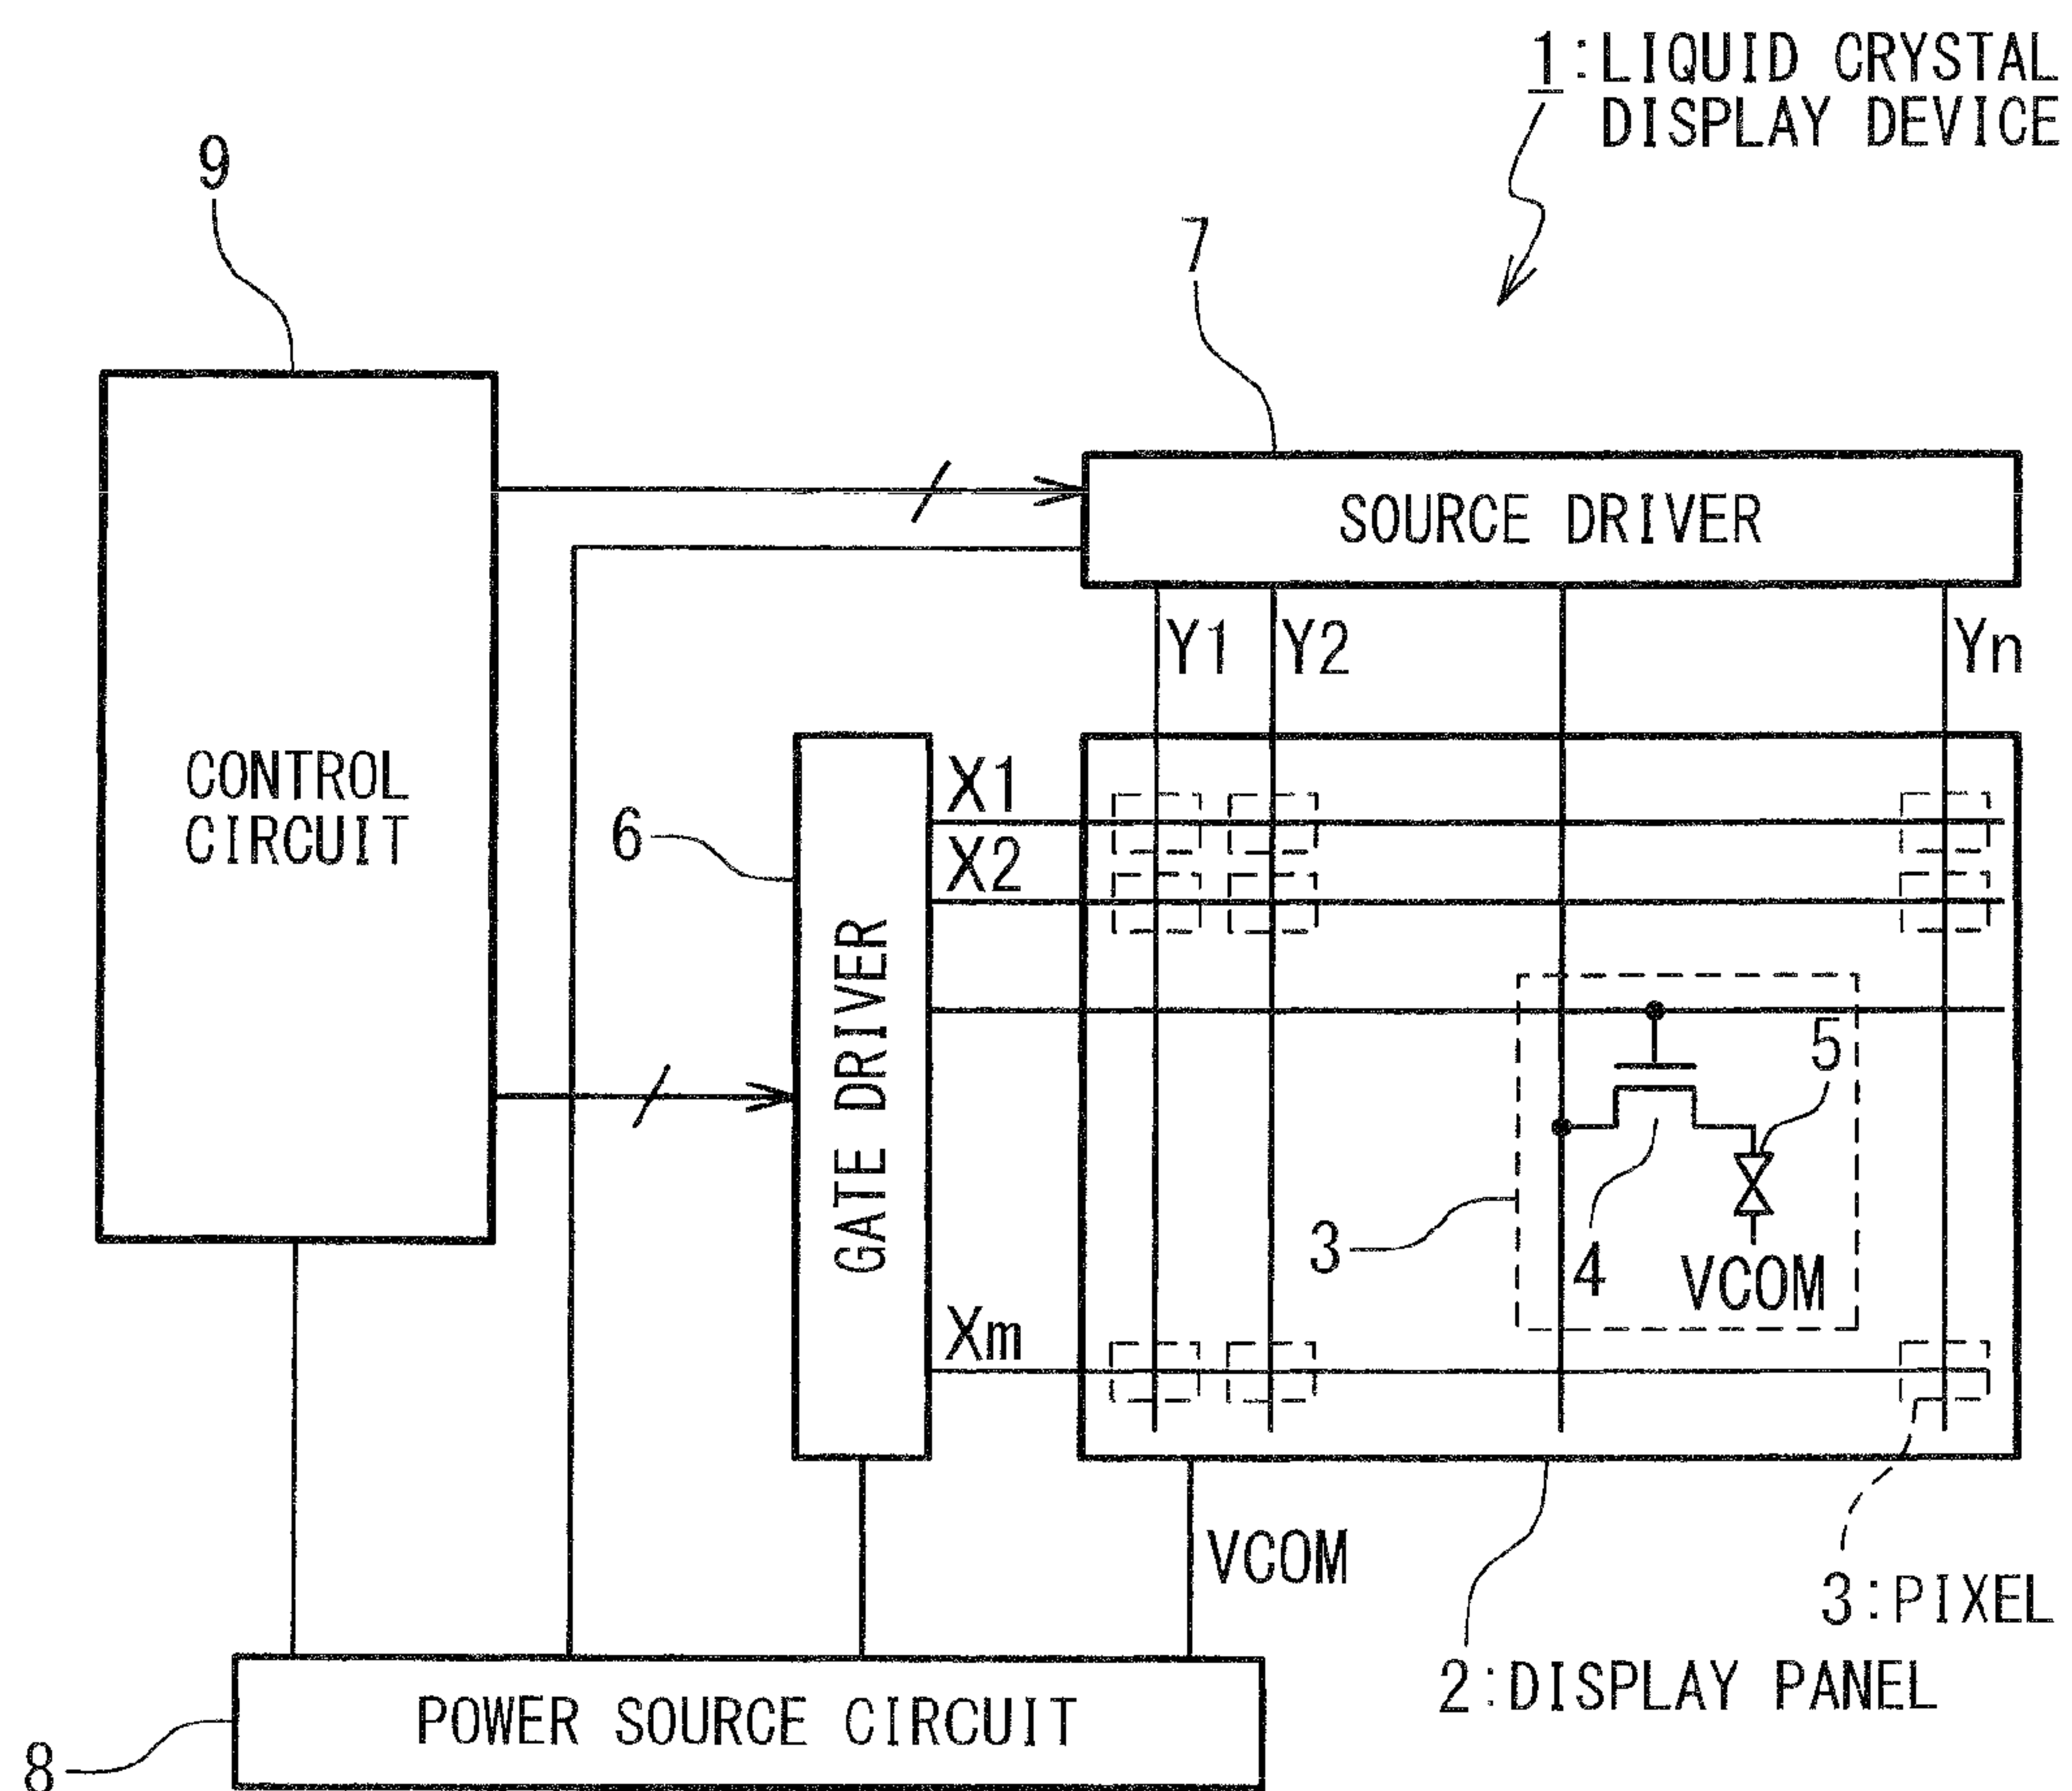 1:LIQUID CRYSTAL
DISPLAY DEVICE
9
7
SOURCE DRIVER
Y1
Y2
Yn
CONTROL
CIRCUIT
6
GATE DRIVER
X1
X2
Xm
5
3
4
VCOM
VCOM
3:PIXEL
2:DISPLAY PANEL
POWER SOURCE CIRCUIT
8